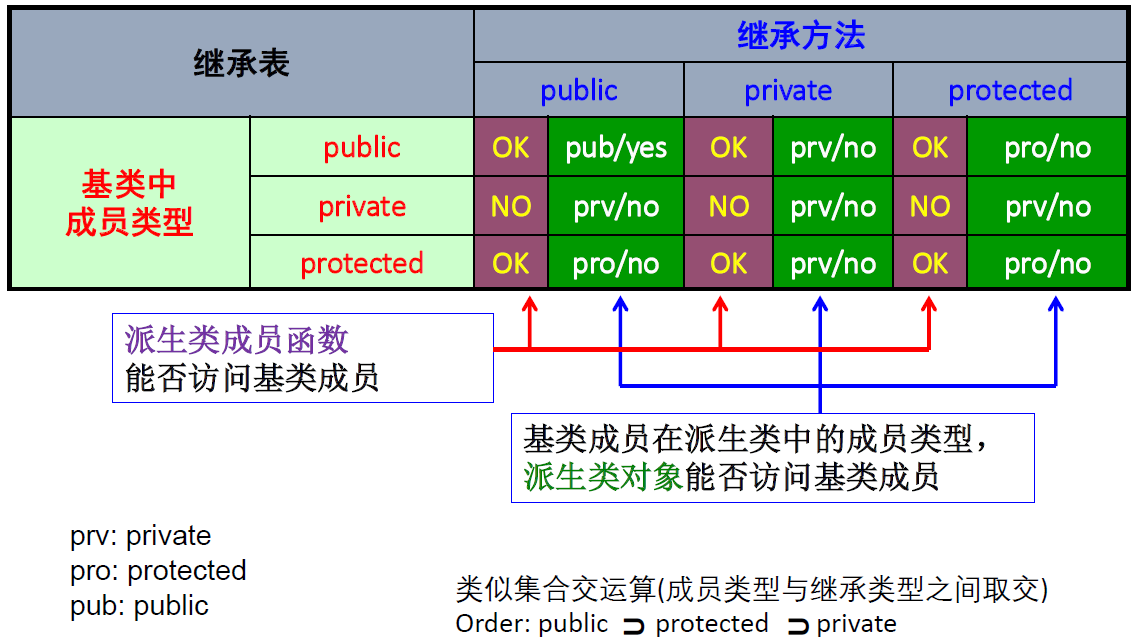 继承表 继承方法
public private protected
基类中
成员类型
public OK pub/yes OK prv/no OK pro/no
private NO prv/no NO prv/no NO prv/no
protected OK pro/no OK prv/no OK pro/no
派生类成员函数
能否访问基类成员
基类成员在派生类中的成员类型，
派生类对象能否访问基类成员
prv: private
pro: protected
pub: public
类似集合交运算(成员类型与继承类型之间取交)
Order: public ⊃ protected ⊃ private